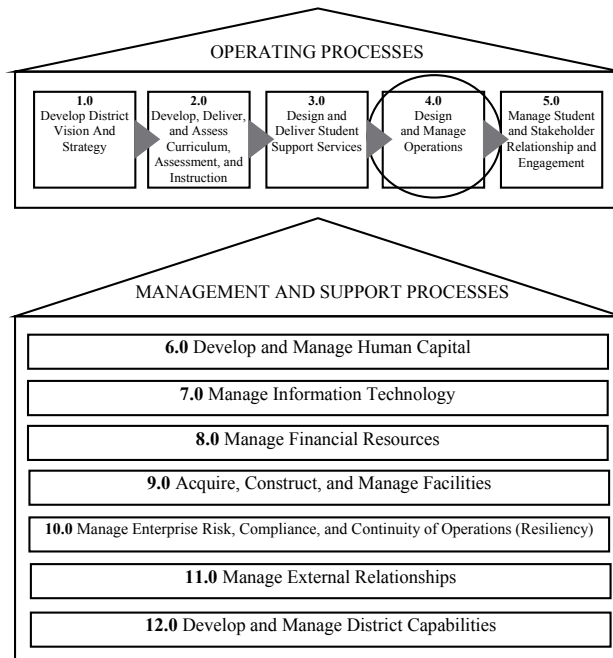 OPERATING PROCESSES
1.0
Develop District
Vision And
Strategy
2.0
Develop, Deliver,
and Assess
Curriculum,
Assessment, and
Instruction
3.0
Design and
Deliver Student
Support Services
4.0
Design
and Manage
Operations
5.0
Manage Student
and Stakeholder
Relationship and
Engagement
MANAGEMENT AND SUPPORT PROCESSES
6.0 Develop and Manage Human Capital
7.0 Manage Information Technology
8.0 Manage Financial Resources
9.0 Acquire, Construct, and Manage Facilities
10.0 Manage Enterprise Risk, Compliance, and Continuity of Operations (Resiliency)
11.0 Manage External Relationships
12.0 Develop and Manage District Capabilities